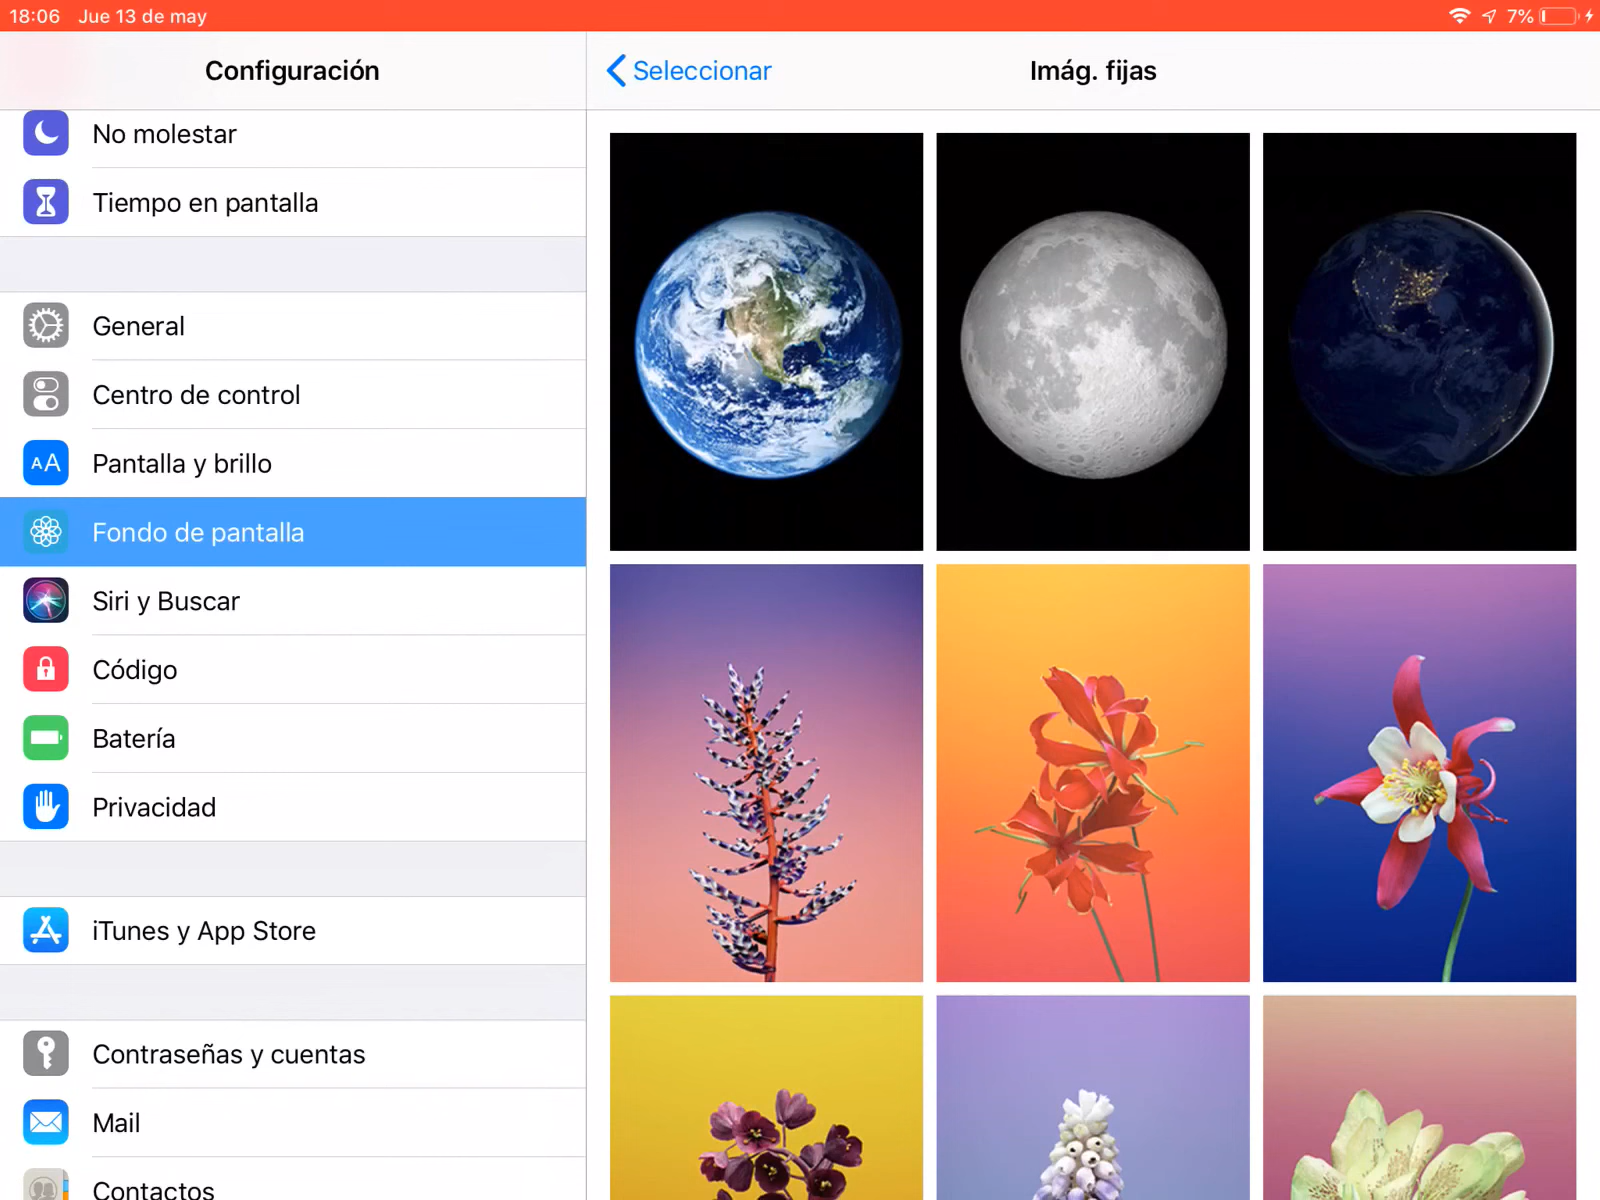 18:06 Jue 13 de may 7%
Configuración
Seleccionar
Imág. fijas
No molestar
Tiempo en pantalla
General
Centro de control
AA Pantalla y brillo
Fondo de pantalla
Siri y Buscar
Código
Batería
Privacidad
iTunes y App Store
Contraseñas y cuentas
Mail
Contactos